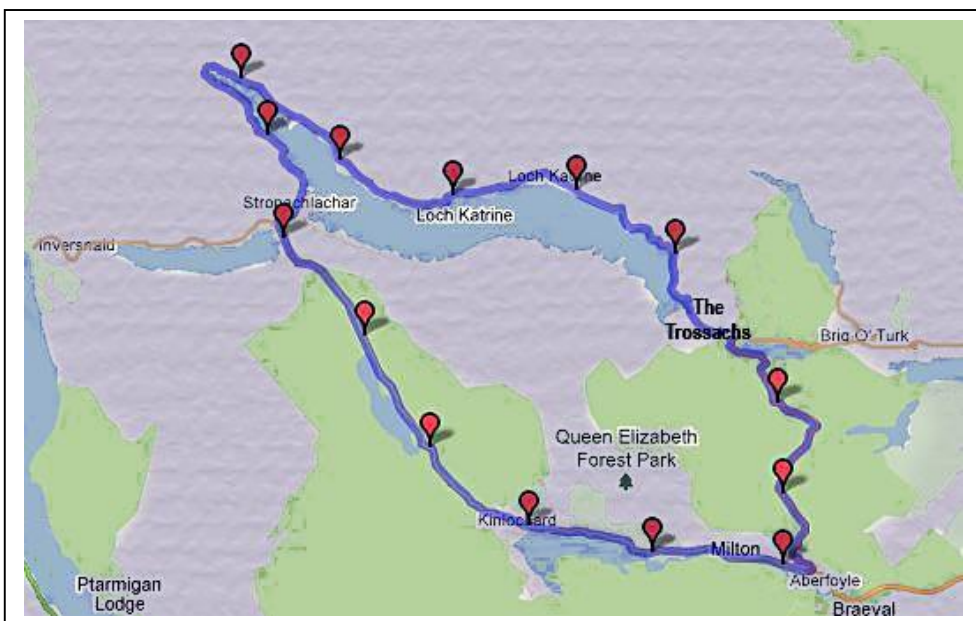 Loch Katrine
Stronachlachar
Loch Katrine
Inversnaid
The
Trossachs
Brig O' Turk
Queen Elizabeth
Forest Park
Kinlochard
Milton
Ptarmigan
Lodge
Aberfoyle
Braeval